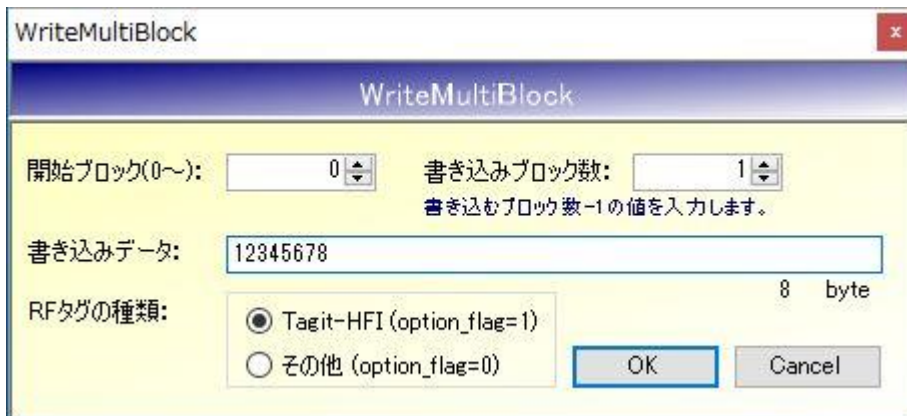 WriteMultiBlock
x
WriteMultiBlock
開始ブロック(0～): 0 書き込みブロック数: 1
書き込むブロック数-1の値を入力します。
書き込みデータ: 12345678
8 byte
RFタグの種類:
Tagit-HFI (option_flag=1)
その他 (option_flag=0)
OK Cancel